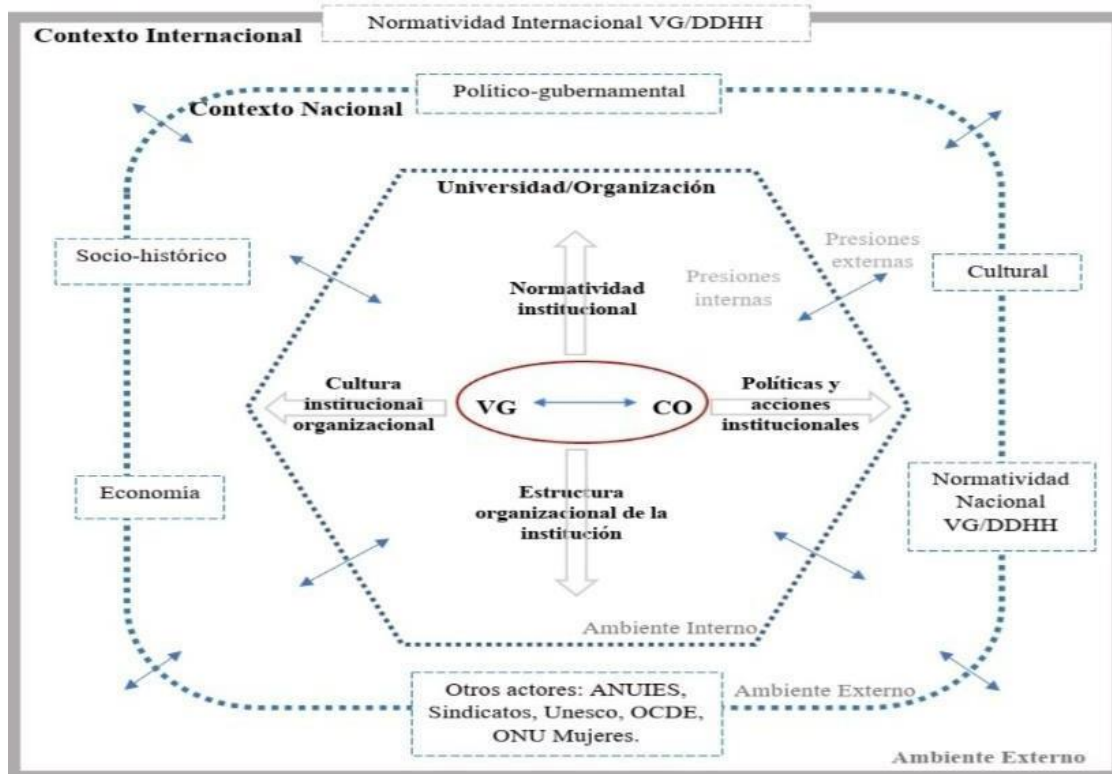 Normatividad Internacional VG/DDHH
Contexto Internacional
Político-gubernamental
Contexto Nacional
Universidad/Organización
Socio-histórico
Presiones
externas
Cultural
Presiones
internas
Normatividad
institucional
Cultura
institucional
organizacional
VG
CO
Políticas y
acciones
institucionales
Economía
Estructura
organizacional de la
institución
Normatividad
Nacional
VG/DDHH
Ambiente Interno
Otros actores: ANUIES,
Sindicatos, Unesco, OCDE,
ONU Mujeres.
Ambiente Externo
Ambiente Externo